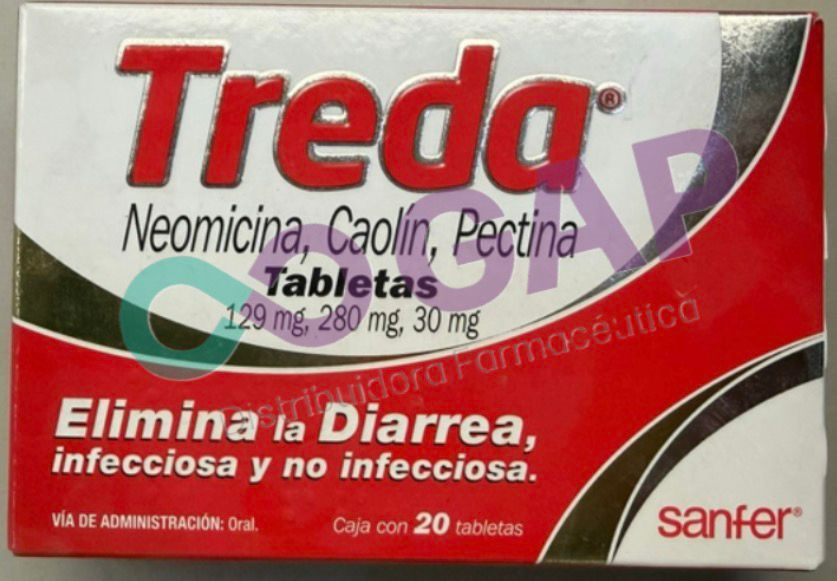 Treda®
Neomicina, Caolín, Pectina
Tabletas
129 mg, 280 mg, 30 mg
COGAP
Distribuidora Farmacéutica
Elimina la Diarrea,
infecciosa y no infecciosa.
VÍA DE ADMINISTRACIÓN: Oral.
Caja con 20 tabletas
sanfer®